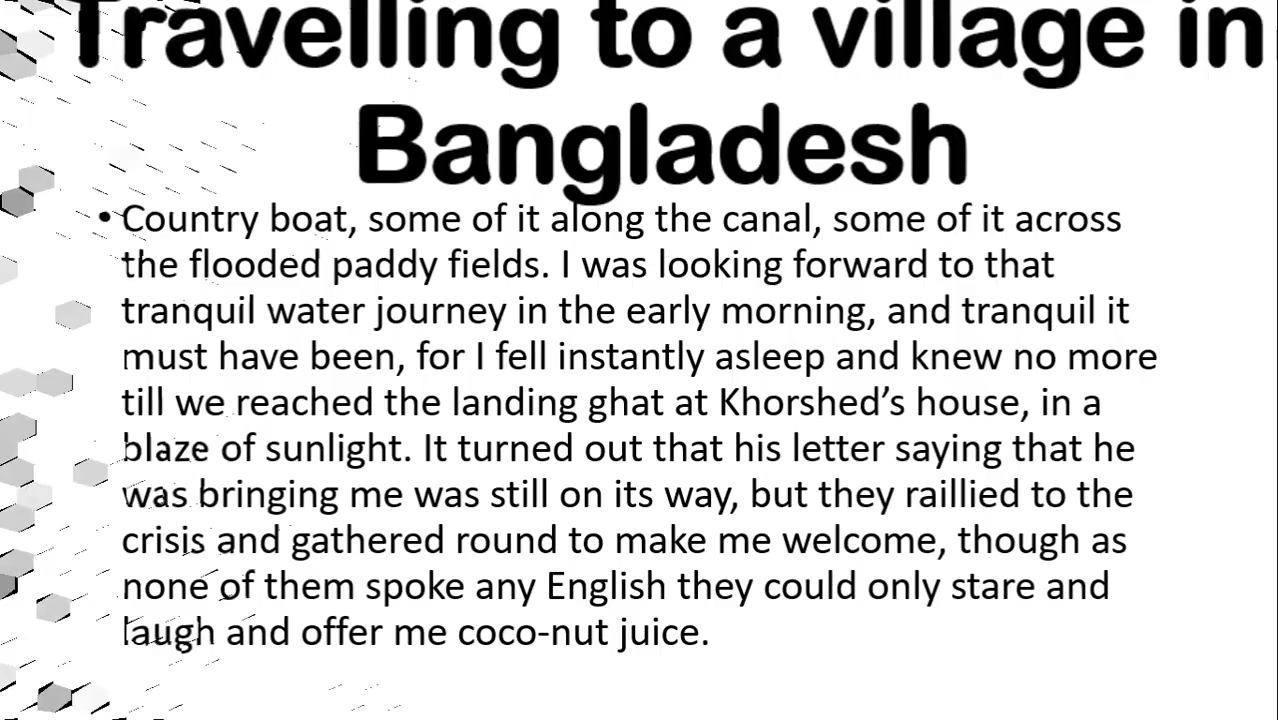 Travelling to a village in
Bangladesh
• Country boat, some of it along the canal, some of it across
the flooded paddy fields. I was looking forward to that
tranquil water journey in the early morning, and tranquil it
must have been, for I fell instantly asleep and knew no more
till we reached the landing ghat at Khorshed’s house, in a
blaze of sunlight. It turned out that his letter saying that he
was bringing me was still on its way, but they raillied to the
crisis and gathered round to make me welcome, though as
none of them spoke any English they could only stare and
laugh and offer me coco-nut juice.